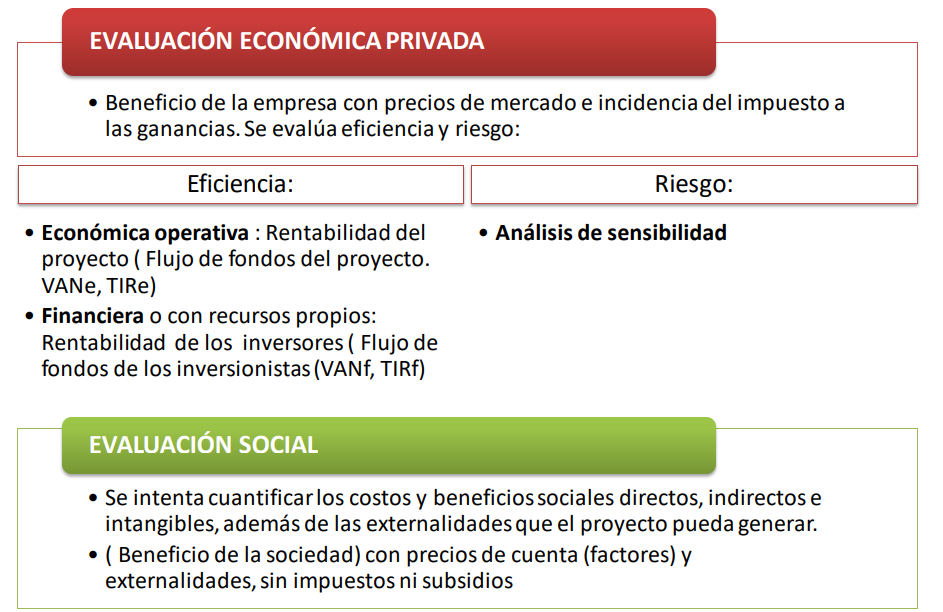 EVALUACIÓN ECONÓMICA PRIVADA
• Beneficio de la empresa con precios de mercado e incidencia del impuesto a
las ganancias. Se evalúa eficiencia y riesgo:
Eficiencia:
• Económica operativa : Rentabilidad del
proyecto ( Flujo de fondos del proyecto.
VANe, TIRe)
• Financiera o con recursos propios:
Rentabilidad de los inversores ( Flujo de
fondos de los inversionistas (VANf, TIRf)
Riesgo:
• Análisis de sensibilidad
EVALUACIÓN SOCIAL
• Se intenta cuantificar los costos y beneficios sociales directos, indirectos e
intangibles, además de las externalidades que el proyecto pueda generar.
• ( Beneficio de la sociedad) con precios de cuenta (factores) y
externalidades, sin impuestos ni subsidios